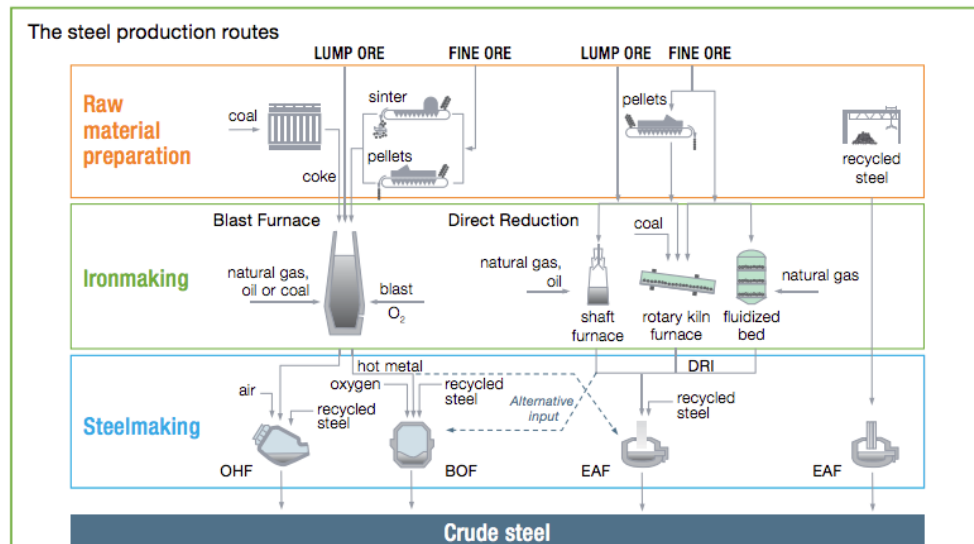 The steel production routes
LUMP ORE
FINE ORE
LUMP ORE
FINE ORE
Raw
material
preparation
coal
coke
sinter
pellets
pellets
recycled
steel
Ironmaking
Blast Furnace
natural gas,
oil or coal
blast
O₂
Direct Reduction
coal
natural gas,
oil
natural gas
shaft
furnace
rotary kiln
furnace
fluidized
bed
Steelmaking
hot metal
DRI
air
recycled
steel
oxygen
recycled
steel
Alternative
input
recycled
steel
OHF
BOF
EAF
EAF
Crude steel